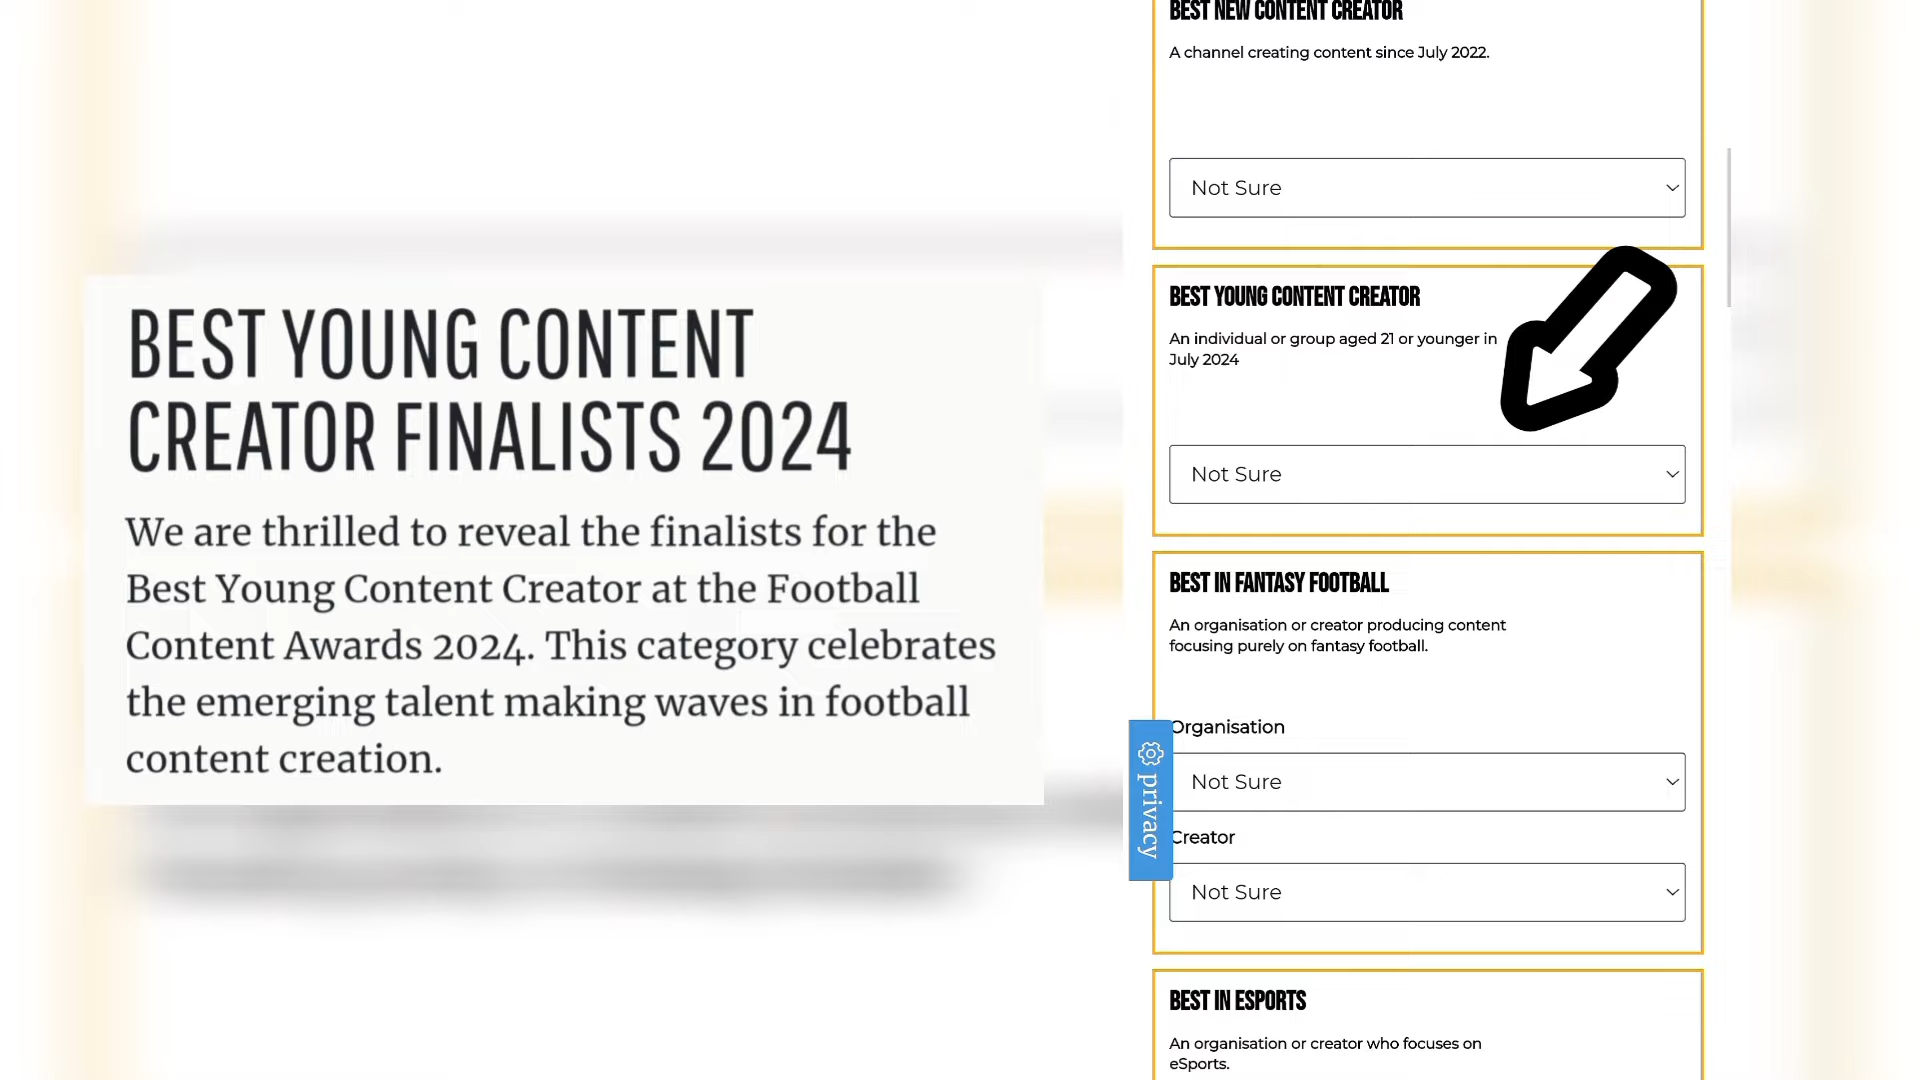 BEST YOUNG CONTENT
CREATOR FINALISTS 2024
We are thrilled to reveal the finalists for the
Best Young Content Creator at the Football
Content Awards 2024. This category celebrates
the emerging talent making waves in football
content creation.
BEST NEW CONTENT CREATOR
A channel creating content since July 2022.
Not Sure
BEST YOUNG CONTENT CREATOR
An individual or group aged 21 or younger in
July 2024
Not Sure
BEST IN FANTASY FOOTBALL
An organisation or creator producing content
focusing purely on fantasy football.
Organisation
Not Sure
Creator
Not Sure
privacy
BEST IN ESPORTS
An organisation or creator who focuses on
eSports.